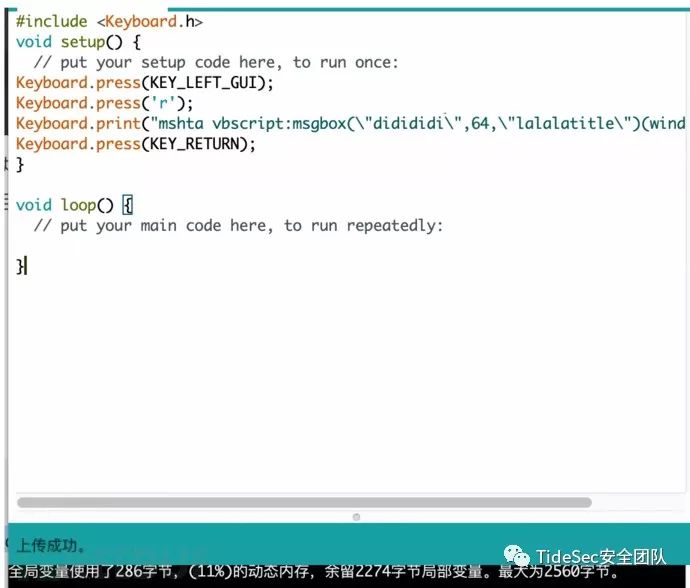 #include <Keyboard.h>
void setup() {
// put your setup code here, to run once:
Keyboard.press(KEY_LEFT_GUI);
Keyboard.press('r');
Keyboard.print("mshta vbscript:msgbox(\"didididi\",64,\"lalalatitle\")(wind
Keyboard.press(KEY_RETURN);
}
void loop() {
// put your main code here, to run repeatedly:
}
上传成功。
TideSec安全团队
全局变量使用了286字节，(11%)的动态内存，余留2274字节局部变量。最大为2560字节。